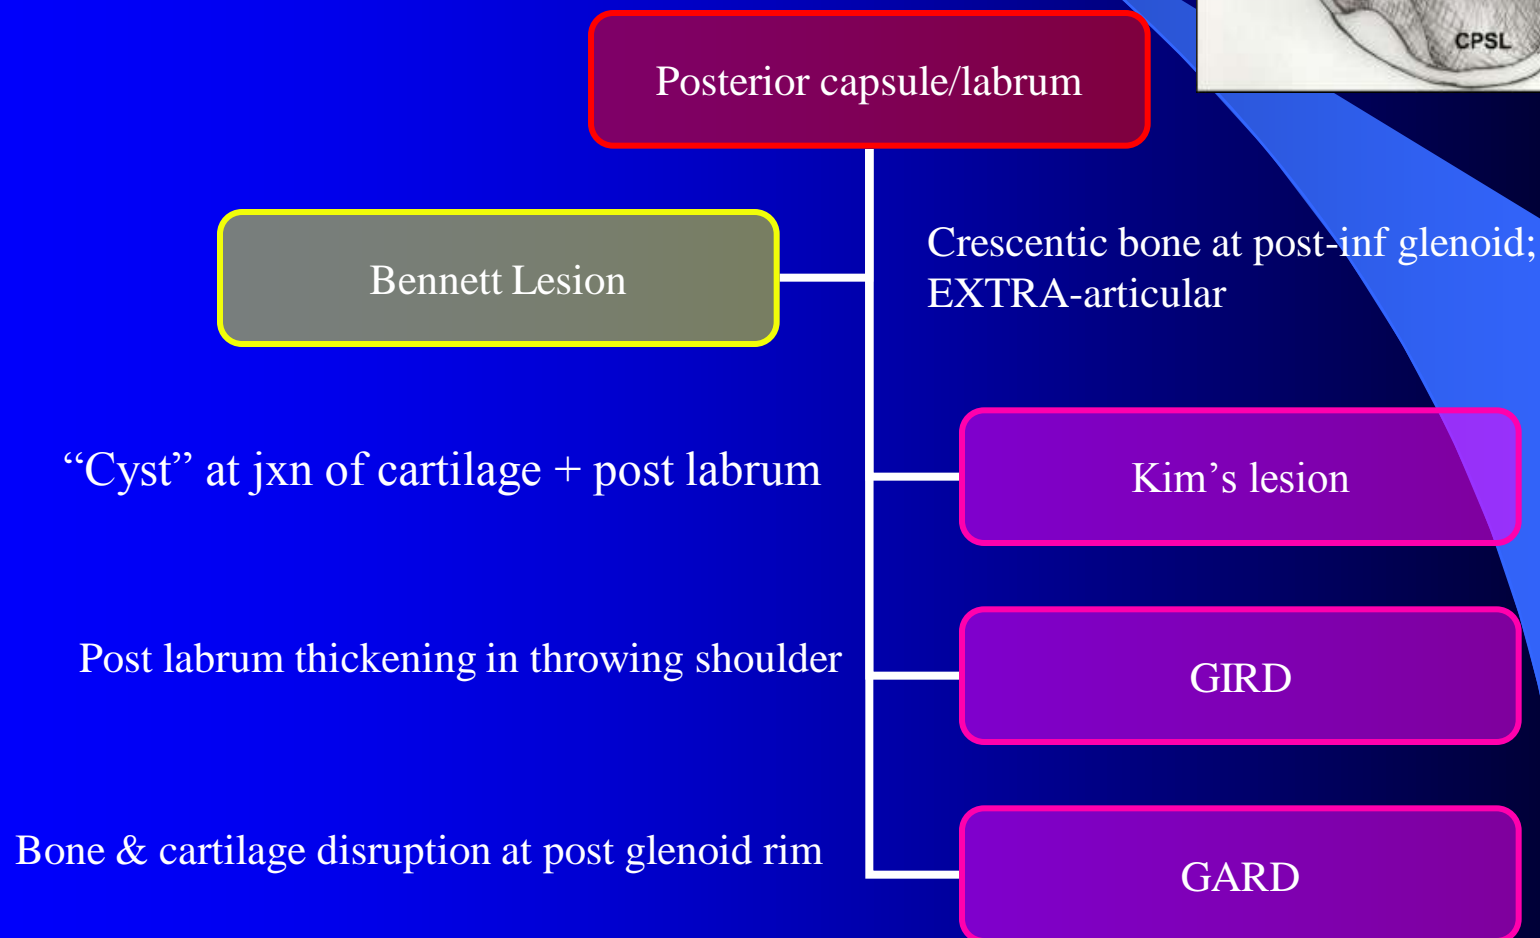 CPSL
Posterior capsule/labrum
Bennett Lesion
Crescentic bone at post-inf glenoid;
EXTRA-articular
“Cyst” at jxn of cartilage + post labrum
Kim’s lesion
Post labrum thickening in throwing shoulder
GIRD
Bone & cartilage disruption at post glenoid rim
GARD